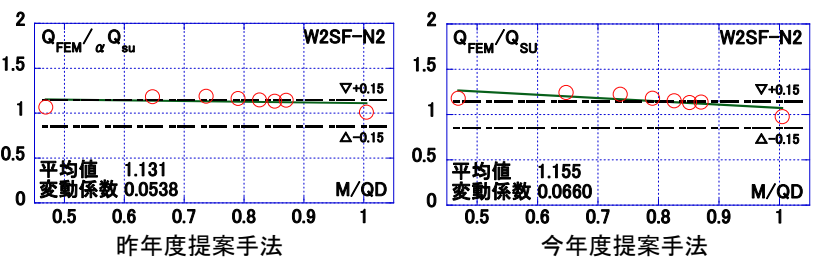 2
1.5
1
0.5
0
Q_FEM/αQ_su
W2SF-N2
▽+0.15
△-0.15
平均値 1.131
変動係数 0.0538
M/QD
0.5 0.6 0.7 0.8 0.9 1
昨年度提案手法
2
1.5
1
0.5
0
Q_FEM/Q_SU
W2SF-N2
▽+0.15
△-0.15
平均値 1.155
変動係数 0.0660
M/QD
0.5 0.6 0.7 0.8 0.9 1
今年度提案手法